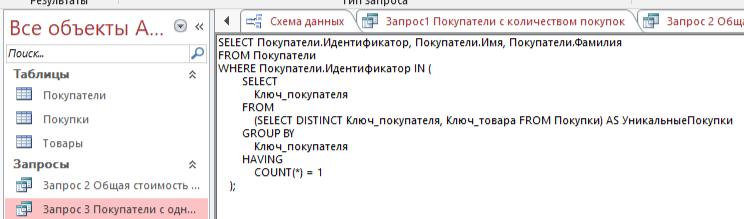 Тип запроса
Все объекты A...
Поиск...
Таблицы
Покупатели
Покупки
Товары
Запросы
Запрос 2 Общая стоимость ...
Запрос 3 Покупатели с одн...
Схема данных
Запрос1 Покупатели с количеством покупок
Запрос 2 Общ
SELECT Покупатели.Идентификатор, Покупатели.Имя, Покупатели.Фамилия
FROM Покупатели
WHERE Покупатели.Идентификатор IN (
SELECT
Ключ_покупателя
FROM
(SELECT DISTINCT Ключ_покупателя, Ключ_товара FROM Покупки) AS УникальныеПокупки
GROUP BY
Ключ_покупателя
HAVING
COUNT(*) = 1
);